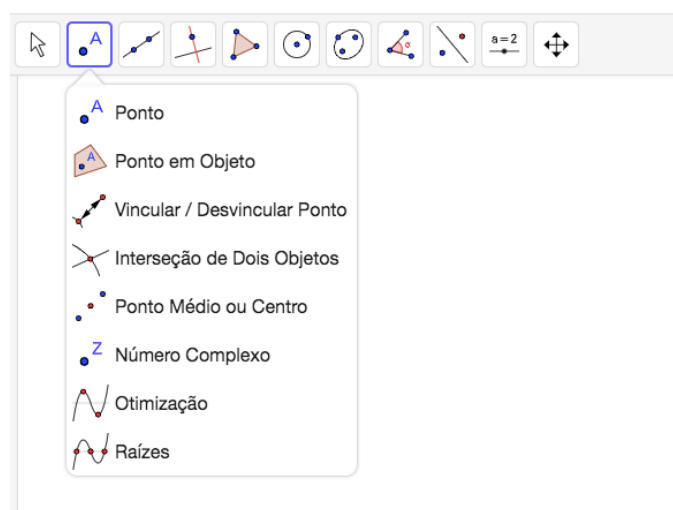 A
α
a=2
A Ponto
A Ponto em Objeto
Vincular / Desvincular Ponto
Interseção de Dois Objetos
Ponto Médio ou Centro
Z Número Complexo
Otimização
Raízes